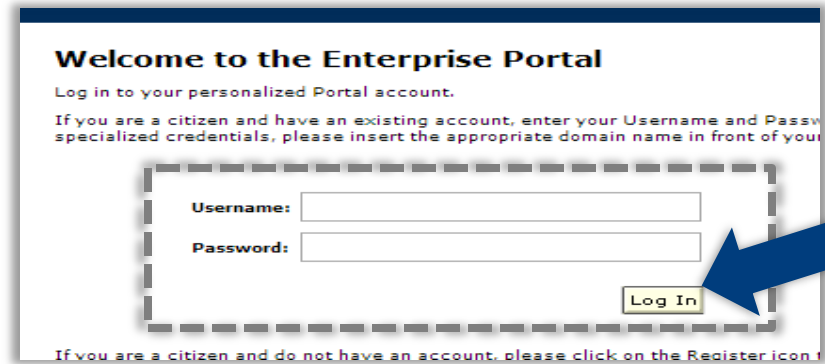 Welcome to the Enterprise Portal
Log in to your personalized Portal account.
If you are a citizen and have an existing account, enter your Username and
specialized credentials, please insert the appropriate domain name in front of your
Username:
Password:
Log In
If you are a citizen and do not have an account, please click on the Register icon